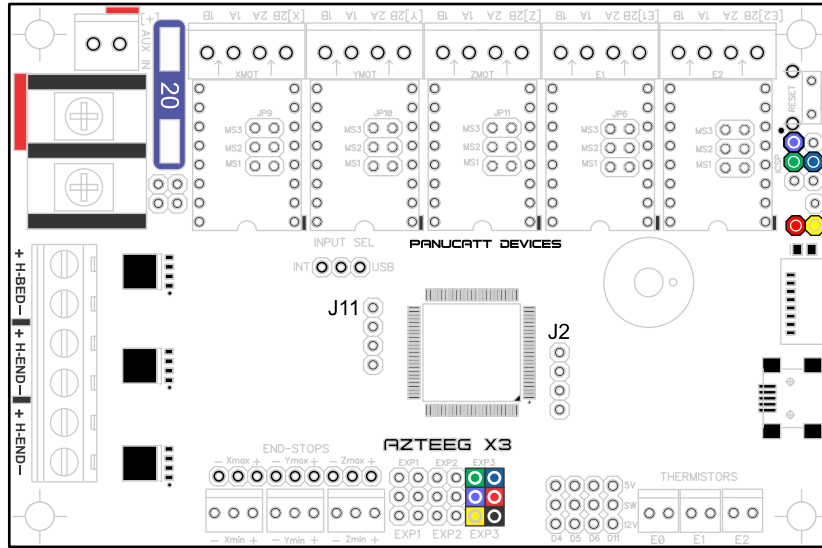 [+]
AUX IN
20
1B 1A 2A 2B[X]
1B 1A 2A 2B[Y]
1B 1A 2A 2B[Z]
1B 1A 2A 2B[E1]
1B 1A 2A 2B[E2]
XMOT
YMOT
ZMOT
E1
E2
RESET
ICSP
JP9
MS3
MS2
MS1
JP10
MS3
MS2
MS1
JP11
MS3
MS2
MS1
JP6
MS3
MS2
MS1
MS3
MS2
MS1
INPUT SEL
INT
USB
PANUCATT DEVICES
+ H-BED-
+ H-END-
+ H-END-
J11
J2
AZTEEG X3
END-STOPS
- Xmax +
- Ymax +
- Zmax +
EXP1
EXP2
EXP3
- Xmin +
- Ymin +
- Zmin +
EXP1
EXP2
EXP3
5V
SW
12V
D4
D5
D6
D11
THERMISTORS
E0
E1
E2